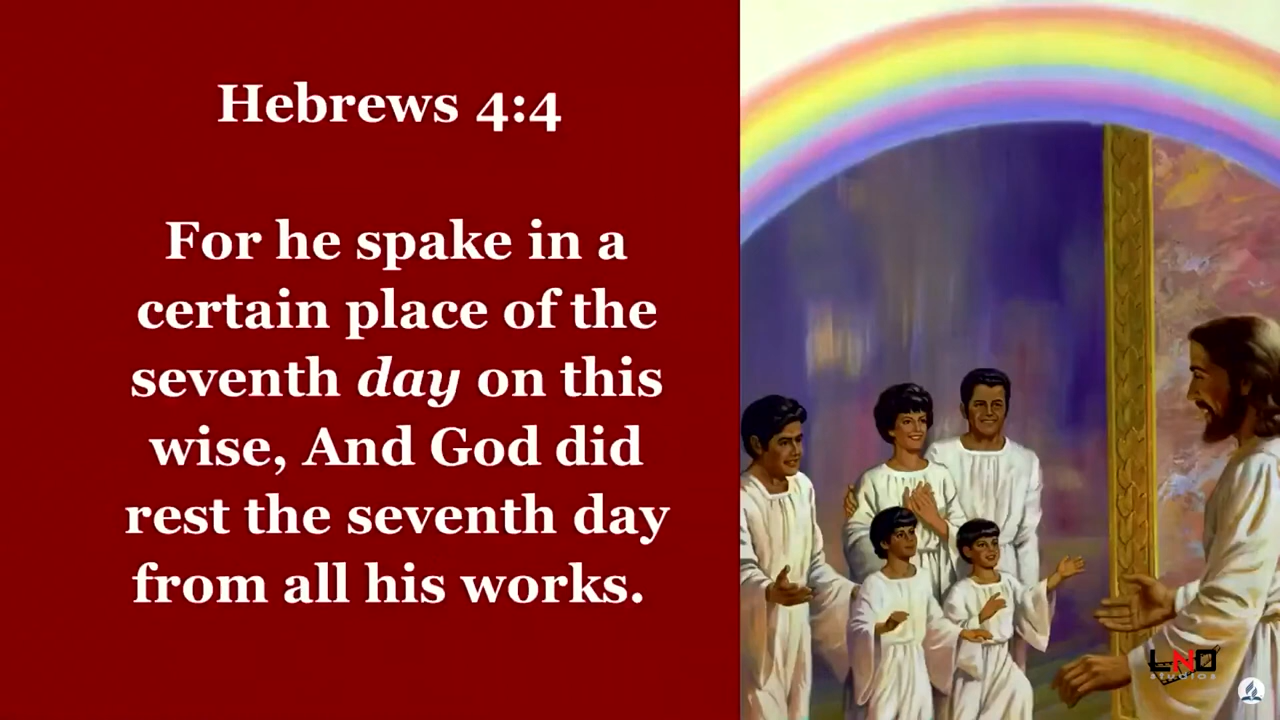 Hebrews 4:4
For he spake in a
certain place of the
seventh day on this
wise, And God did
rest the seventh day
from all his works.
LNO
studios